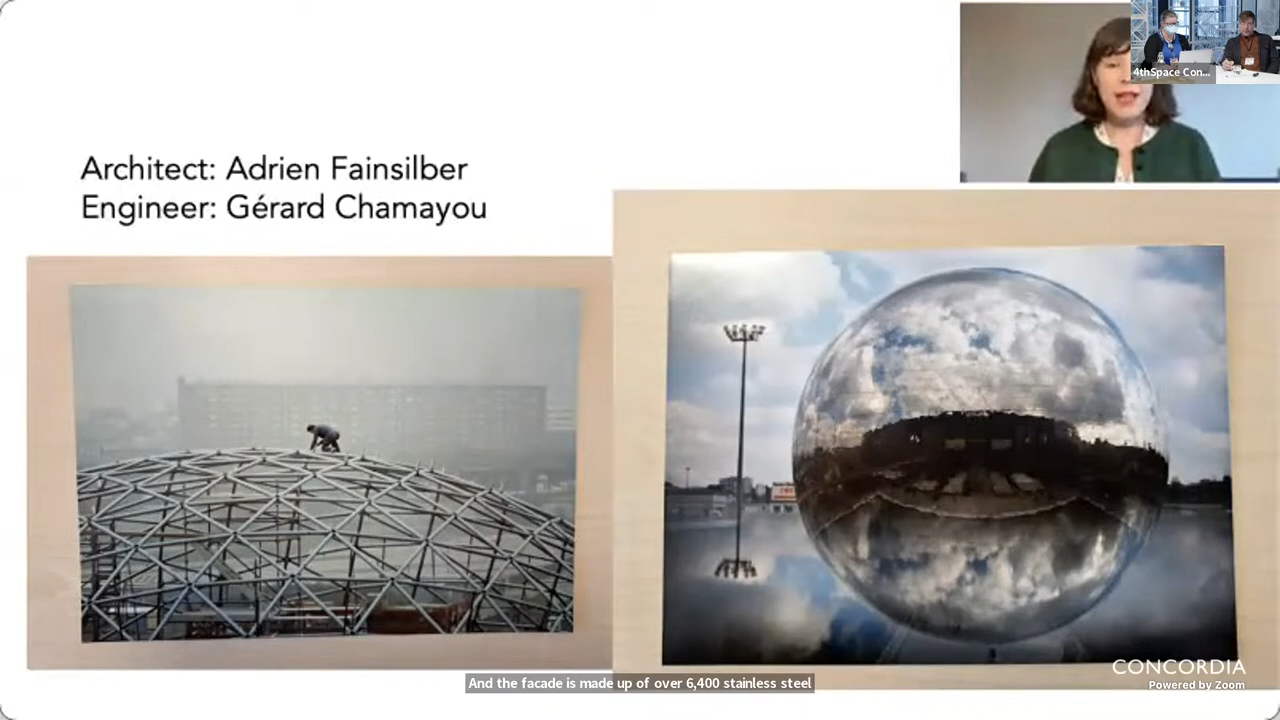 4thSpace Con...
Architect: Adrien Fainsilber
Engineer: Gérard Chamayou
CONCORDIA
And the facade is made up of over 6,400 stainless steel
Powered by Zoom